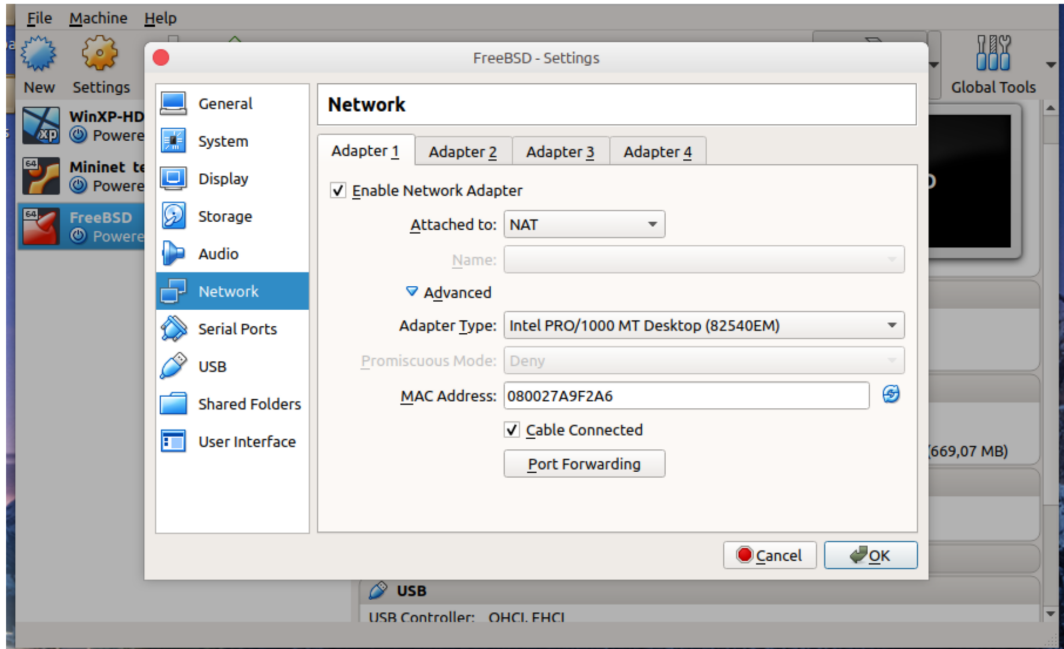 File Machine Help
New Settings
Global Tools
WinXP-HD
Powere
64
Mininet te
Powere
64
FreeBSD
Powere
FreeBSD - Settings
General
System
Display
Storage
Audio
Network
Serial Ports
USB
Shared Folders
User Interface
Network
Adapter 1 Adapter 2 Adapter 3 Adapter 4
Enable Network Adapter
Attached to: NAT
Name:
Advanced
Adapter Type: Intel PRO/1000 MT Desktop (82540EM)
Promiscuous Mode: Deny
MAC Address: 080027A9F2A6
Cable Connected
Port Forwarding
Cancel OK
(669,07 MB)
USB
USB Controller: OHCI, EHCI